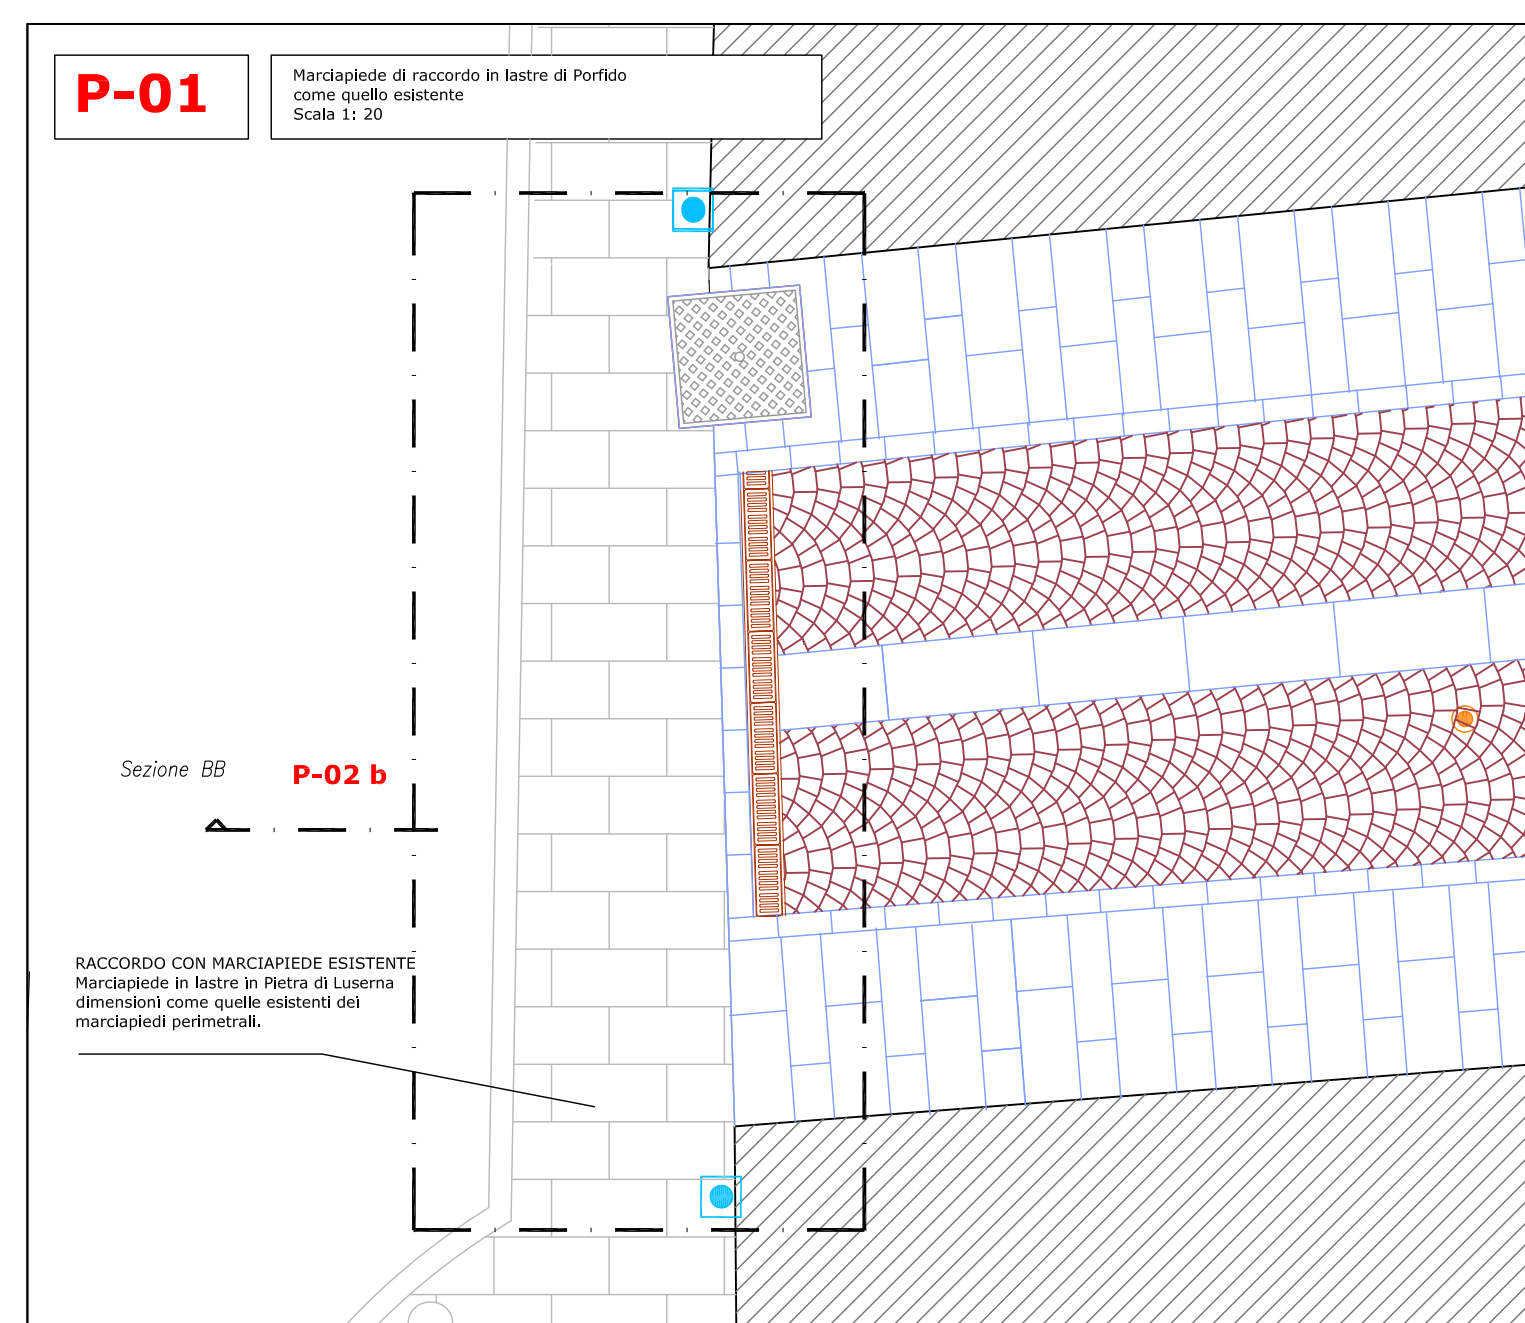 P-01
Marciapiede di raccordo in lastre di Porfido
come quello esistente
Scala 1: 20
Sezione BB
P-02 b
RACCORDO CON MARCIAPIEDE ESISTENTE
Marciapiede in lastre in Pietra di Luserna
dimensioni come quelle esistenti dei
marciapiedi perimetrali.